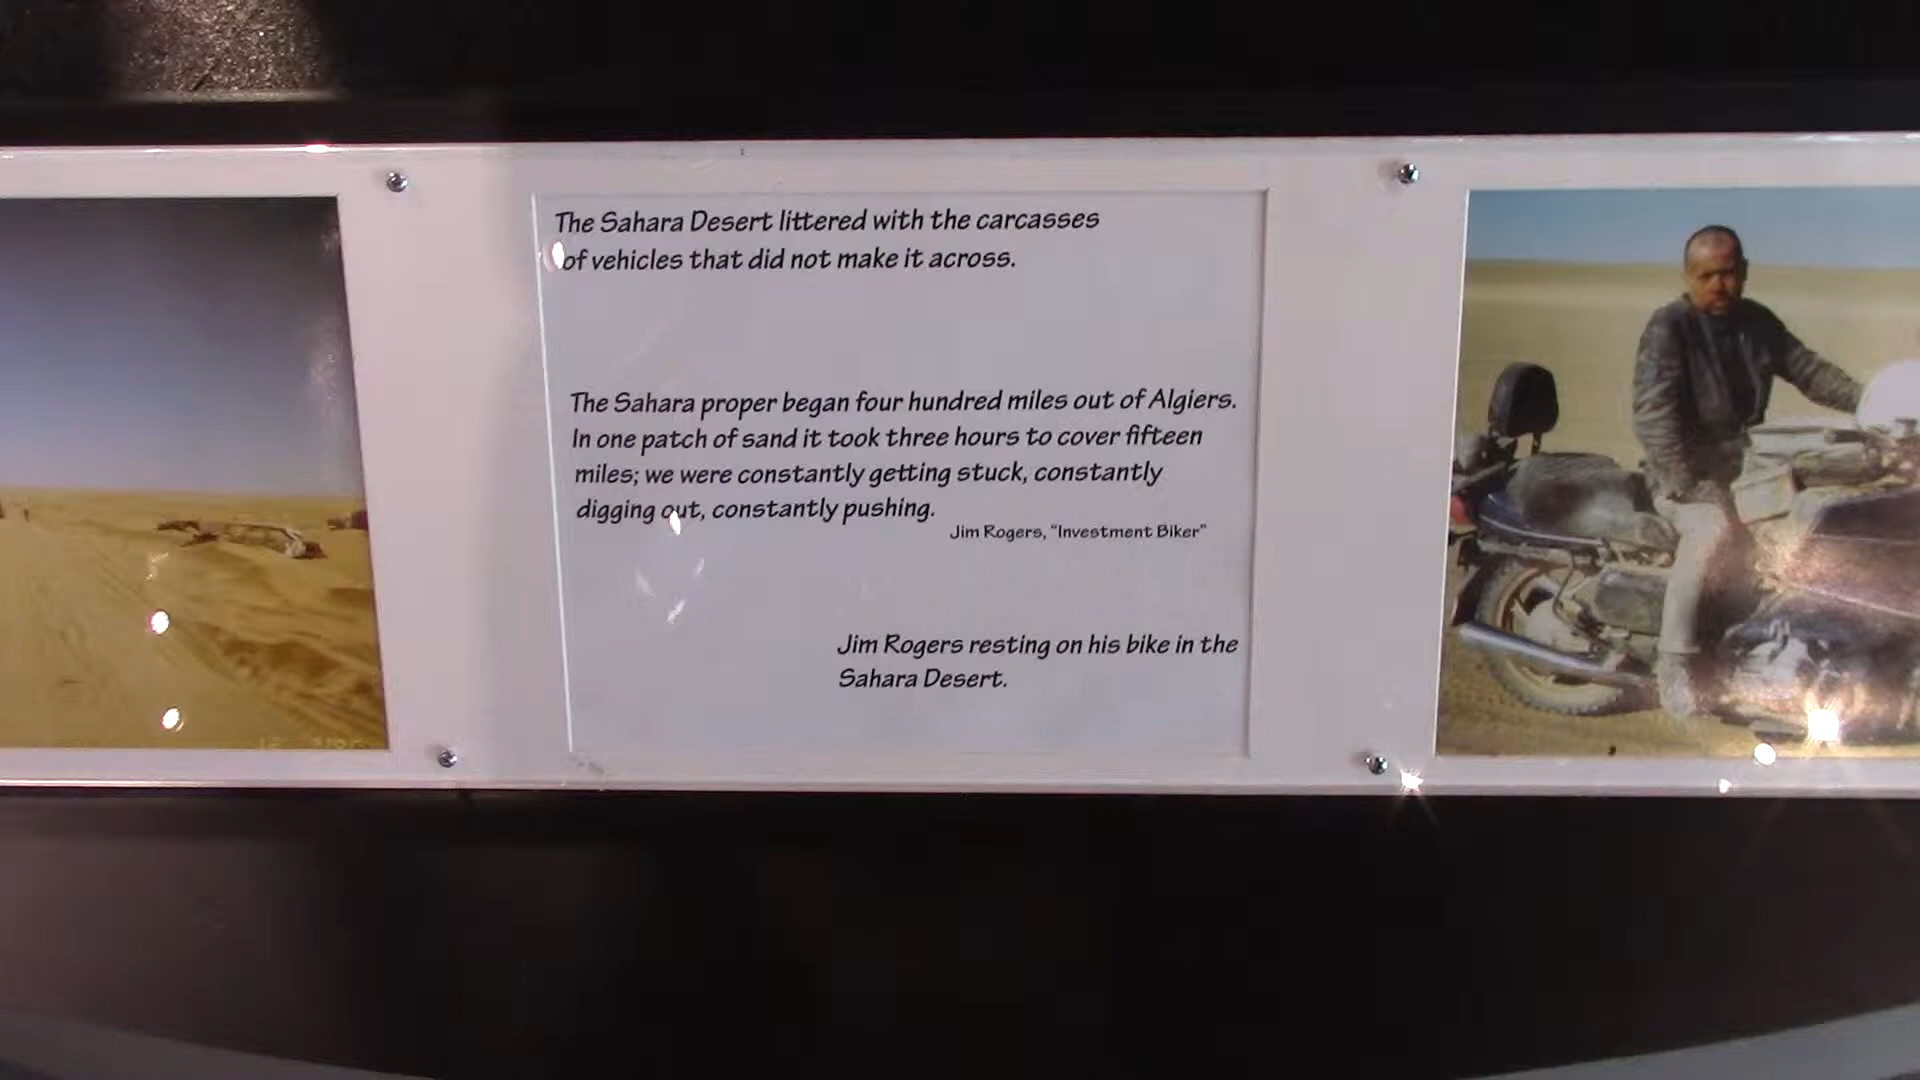 The Sahara Desert littered with the carcasses
of vehicles that did not make it across.
The Sahara proper began four hundred miles out of Algiers.
In one patch of sand it took three hours to cover fifteen
miles; we were constantly getting stuck, constantly
digging out, constantly pushing.
Jim Rogers, “Investment Biker”
Jim Rogers resting on his bike in the
Sahara Desert.